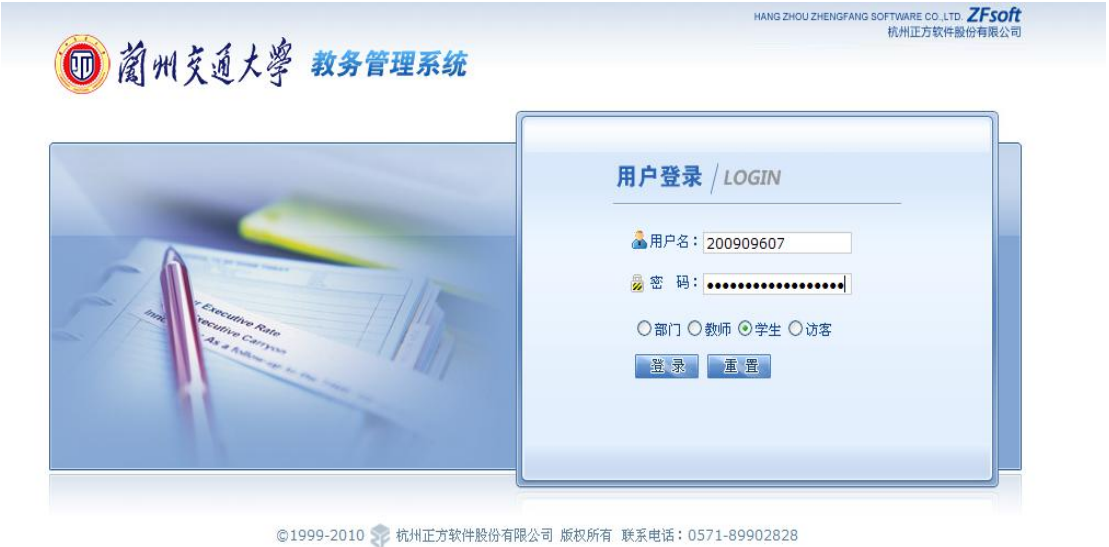 HANG ZHOU ZHENGFANG SOFTWARE CO.,LTD. ZFsoft
杭州正方软件股份有限公司
蘭州交通大學 教务管理系统
用户登录 / LOGIN
用户名：200909607
密 码：••••••••••••••••••
部门 教师 学生 访客
登 录 重 置
Executive Rate
Executive Carryon
As a follow-up to the
©1999-2010 杭州正方软件股份有限公司 版权所有 联系电话：0571-89902828